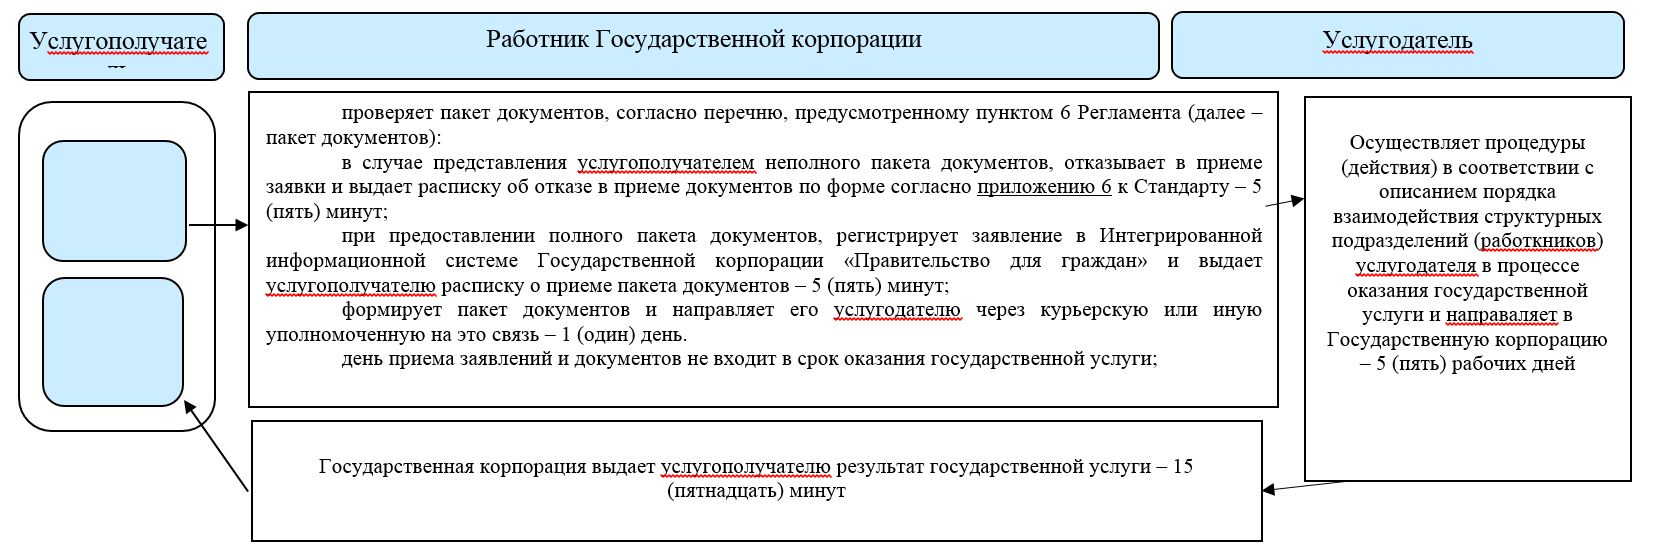 Услугополучате
Работник Государственной корпорации
Услугодатель
проверяет пакет документов, согласно перечню, предусмотренному пунктом 6 Регламента (далее –
пакет документов):
в случае представления услугополучателем неполного пакета документов, отказывает в приеме
заявки и выдает расписку об отказе в приеме документов по форме согласно приложению 6 к Стандарту – 5
(пять) минут;
при предоставлении полного пакета документов, регистрирует заявление в Интегрированной
информационной системе Государственной корпорации «Правительство для граждан» и выдает
услугополучателю расписку о приеме пакета документов – 5 (пять) минут;
формирует пакет документов и направляет его услугодателю через курьерскую или иную
уполномоченную на это связь – 1 (один) день.
день приема заявлений и документов не входит в срок оказания государственной услуги;
Осуществляет процедуры
(действия) в соответствии с
описанием порядка
взаимодействия структурных
подразделений (работкников)
услугодателя в процессе
оказания государственной
услуги и направаляет в
Государственную корпорацию
– 5 (пять) рабочих дней
Государственная корпорация выдает услугополучателю результат государственной услуги – 15
(пятнадцать) минут